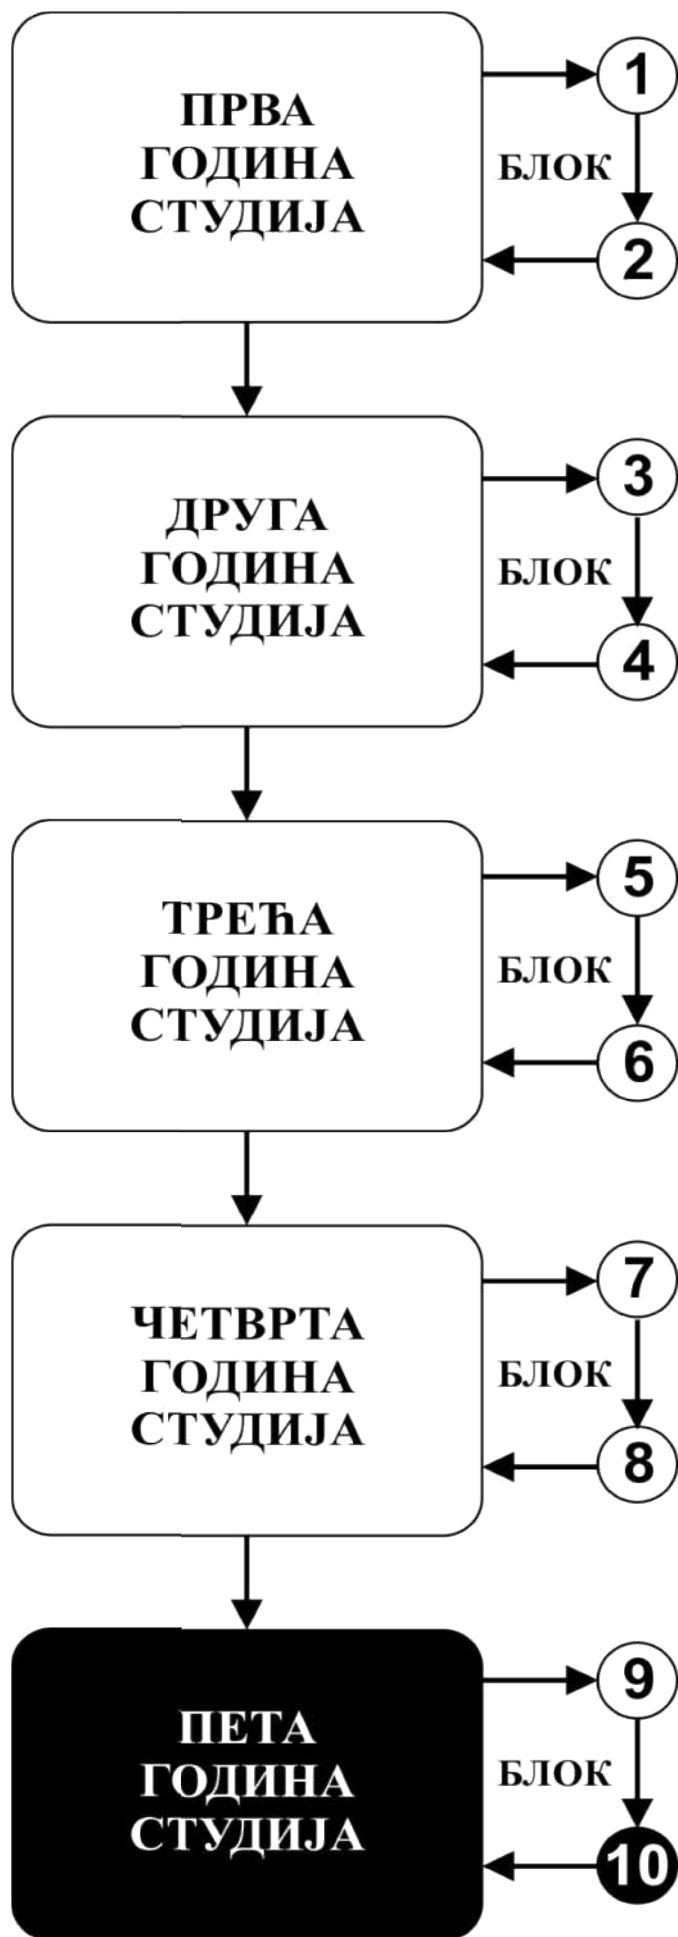 ПРВА
ГОДИНА
СТУДИЈА
1
БЛОК
2
ДРУГА
ГОДИНА
СТУДИЈА
3
БЛОК
4
ТРЕЋА
ГОДИНА
СТУДИЈА
5
БЛОК
6
ЧЕТВРТА
ГОДИНА
СТУДИЈА
7
БЛОК
8
ПЕТА
ГОДИНА
СТУДИЈА
9
БЛОК
10